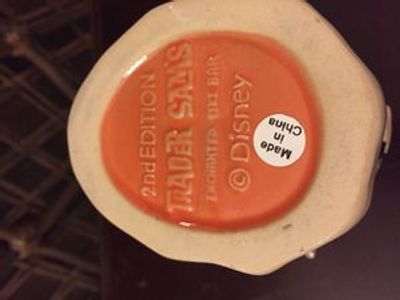 2nd EDITION
TRADER SAM'S
ENCHANTED TIKI BAR
© Disney
Made
in
China